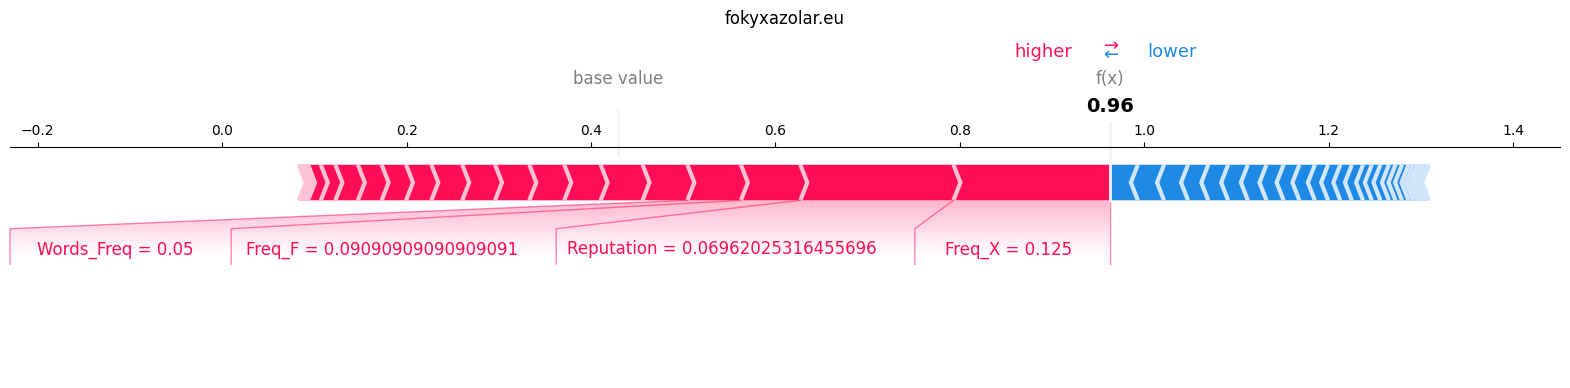 fokyxazolar.eu
higher ⇄ lower
base value f(x)
0.96
−0.2 0.0 0.2 0.4 0.6 0.8 1.0 1.2 1.4
Words_Freq = 0.05 Freq_F = 0.09090909090909091 Reputation = 0.06962025316455696 Freq_X = 0.125